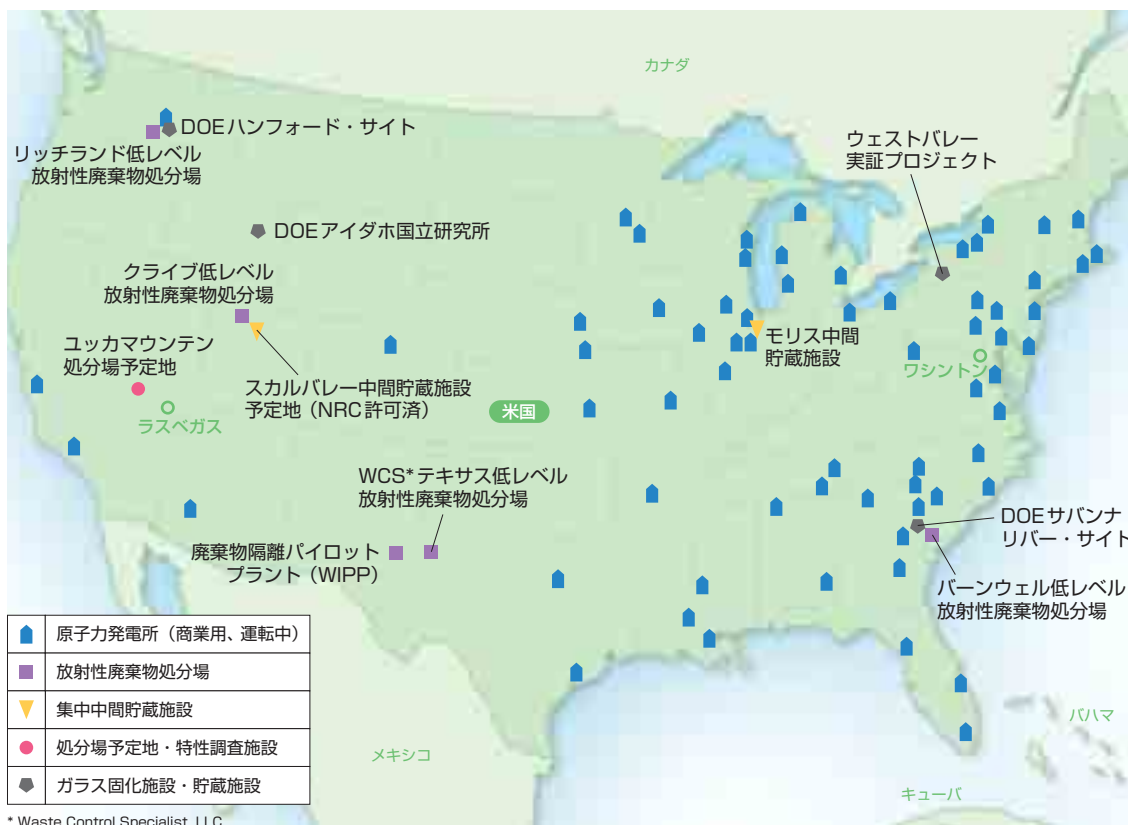 カナダ
DOEハンフォード・サイト
リッチランド低レベル
放射性廃棄物処分場
ウェストバレー
実証プロジェクト
DOEアイダホ国立研究所
クライブ低レベル
放射性廃棄物処分場
ユッカマウンテン
処分場予定地
モリス中間
貯蔵施設
ワシントン
スカルバレー中間貯蔵施設
予定地（NRC許可済）
米国
ラスベガス
WCS*テキサス低レベル
放射性廃棄物処分場
DOEサバンナ
リバー・サイト
廃棄物隔離パイロット
プラント（WIPP）
バーンウェル低レベル
放射性廃棄物処分場
原子力発電所（商業用、運転中）
放射性廃棄物処分場
集中中間貯蔵施設
処分場予定地・特性調査施設
ガラス固化施設・貯蔵施設
バハマ
メキシコ
キューバ
* Waste Control Specialist, LLC